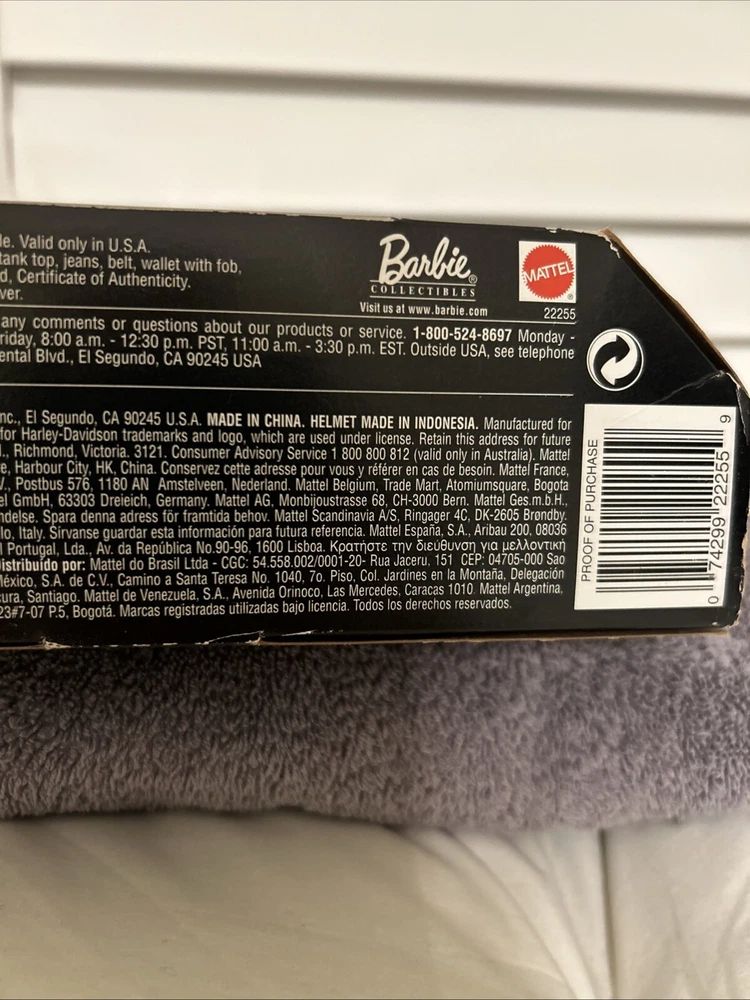 le. Valid only in U.S.A.
tank top, jeans, belt, wallet with fob,
d, Certificate of Authenticity.
ver.
Barbie®
COLLECTIBLES
Visit us at www.barbie.com
MATTEL®
22255
any comments or questions about our products or service. 1-800-524-8697 Monday -
riday, 8:00 a.m. - 12:30 p.m. PST, 11:00 a.m. - 3:30 p.m. EST. Outside USA, see telephone
ental Blvd., El Segundo, CA 90245 USA
nc., El Segundo, CA 90245 U.S.A. MADE IN CHINA. HELMET MADE IN INDONESIA. Manufactured for
for Harley-Davidson trademarks and logo, which are used under license. Retain this address for future
l., Richmond, Victoria. 3121. Consumer Advisory Service 1 800 800 812 (valid only in Australia). Mattel
e, Harbour City, HK, China. Conservez cette adresse pour vous y référer en cas de besoin. Mattel France,
V., Postbus 576, 1180 AN Amstelveen, Nederland. Mattel Belgium, Trade Mart, Atomiumsquare, Bogota
el GmbH, 63303 Dreieich, Germany. Mattel AG, Monbijoustrasse 68, CH-3000 Bern. Mattel Ges.m.b.H.,
ndelse. Spara denna adress för framtida behov. Mattel Scandinavia A/S, Ringager 4C, DK-2605 Brøndby.
lo, Italy. Sírvanse guardar esta información para futura referencia. Mattel España, S.A., Aribau 200, 08036
l Portugal, Lda., Av. da República No.90-96, 1600 Lisboa. Κρατήστε την διεύθυνση για μελλοντική
Distribuído por: Mattel do Brasil Ltda - CGC: 54.558.002/0001-20- Rua Jaceru, 151 CEP: 04705-000 Sao
México, S.A. de C.V., Camino a Santa Teresa No. 1040, 7o. Piso, Col. Jardines en la Montaña, Delegación
cura, Santiago. Mattel de Venezuela, S.A., Avenida Orinoco, Las Mercedes, Caracas 1010. Mattel Argentina,
23#7-07 P.5, Bogotá. Marcas registradas utilizadas bajo licencia. Todos los derechos reservados.
PROOF OF PURCHASE
0 74299 22255 9